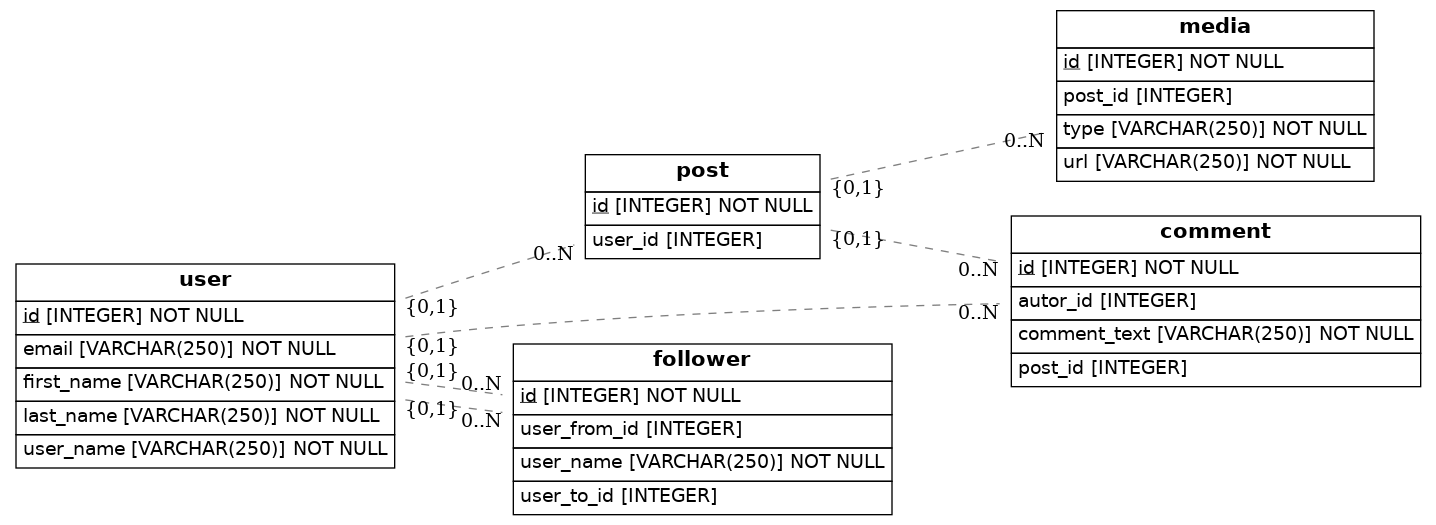 media
id [INTEGER] NOT NULL
post_id [INTEGER]
type [VARCHAR(250)] NOT NULL
url [VARCHAR(250)] NOT NULL
0..N
{0,1}
post
id [INTEGER] NOT NULL
user_id [INTEGER]
{0,1}
0..N
comment
id [INTEGER] NOT NULL
autor_id [INTEGER]
comment_text [VARCHAR(250)] NOT NULL
post_id [INTEGER]
0..N
0..N
user
id [INTEGER] NOT NULL
email [VARCHAR(250)] NOT NULL
first_name [VARCHAR(250)] NOT NULL
last_name [VARCHAR(250)] NOT NULL
user_name [VARCHAR(250)] NOT NULL
{0,1}
{0,1}
{0,1}
0..N
{0,1}
0..N
follower
id [INTEGER] NOT NULL
user_from_id [INTEGER]
user_name [VARCHAR(250)] NOT NULL
user_to_id [INTEGER]